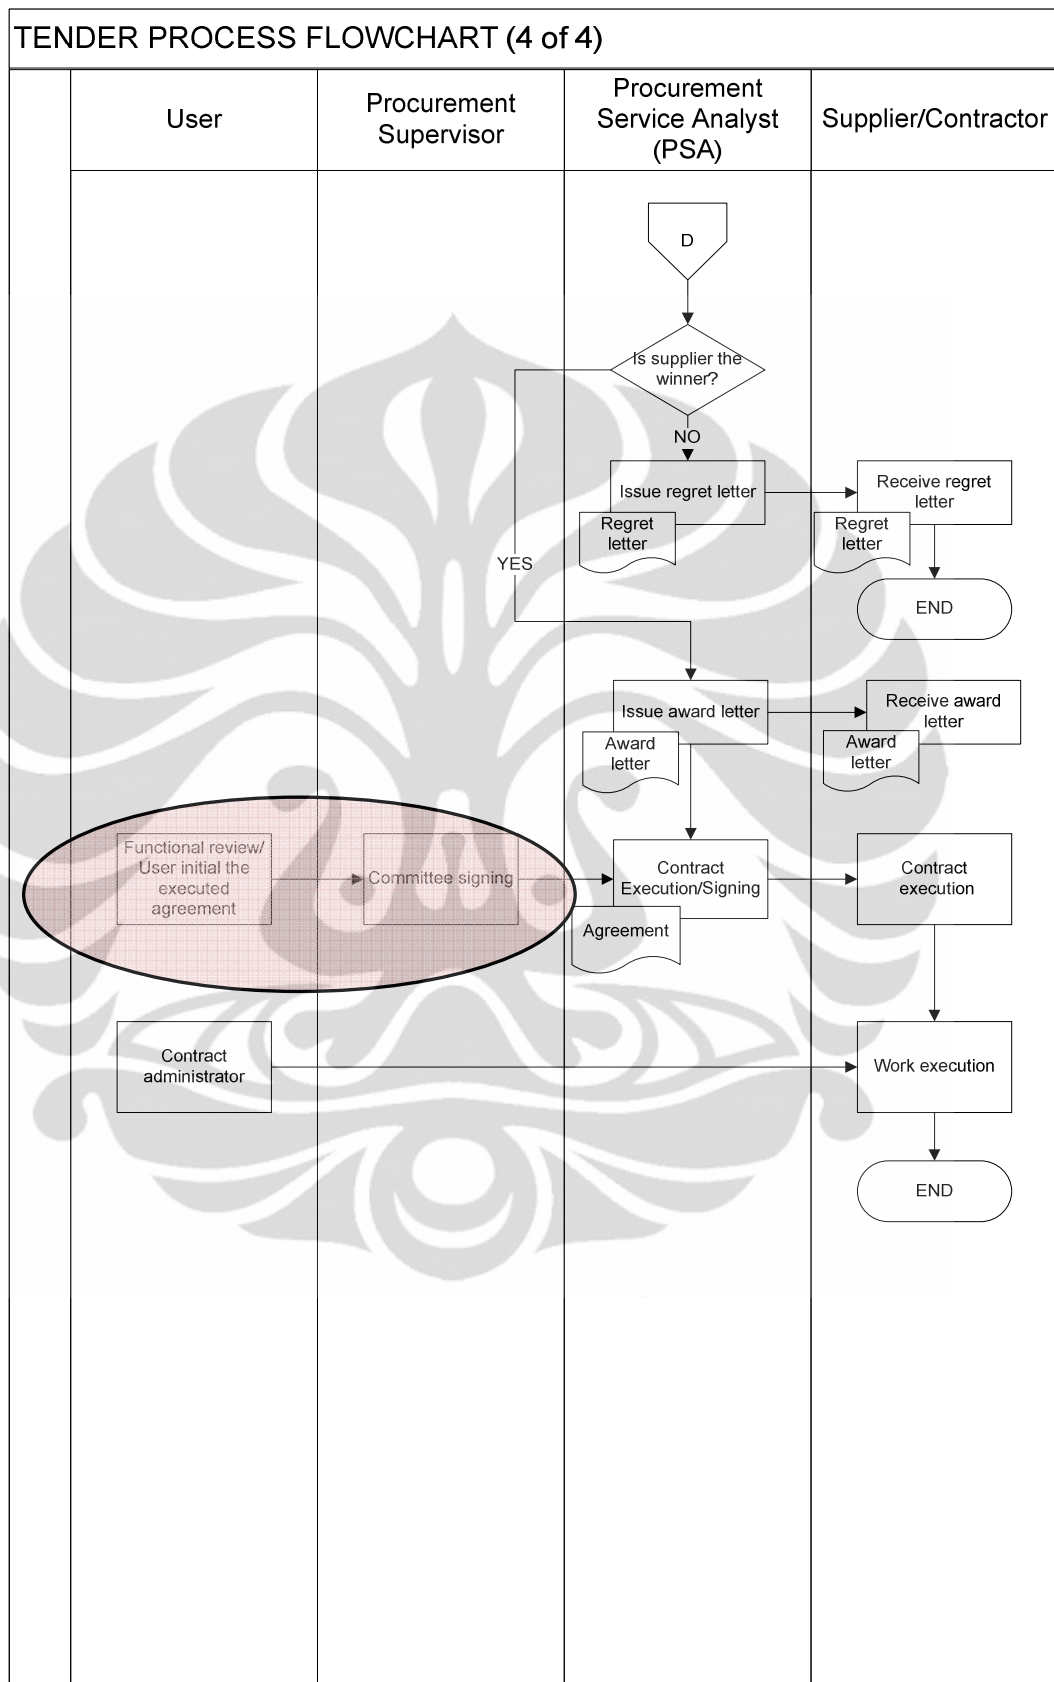 TENDER PROCESS FLOWCHART (4 of 4)
User
Procurement
Supervisor
Procurement
Service Analyst
(PSA)
Supplier/Contractor
D
Is supplier the
winner?
NO
YES
Issue regret letter
Regret
letter
Receive regret
letter
Regret
letter
END
Issue award letter
Award
letter
Receive award
letter
Award
letter
Functional review/
User initial the
executed
agreement
Committee signing
Contract
Execution/Signing
Agreement
Contract
execution
Contract
administrator
Work execution
END